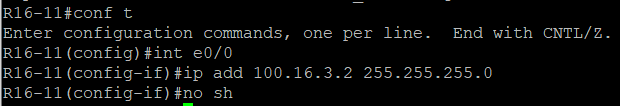 R16-11#conf t
Enter configuration commands, one per line.  End with CNTL/Z.
R16-11(config)#int e0/0
R16-11(config-if)#ip add 100.16.3.2 255.255.255.0
R16-11(config-if)#no sh